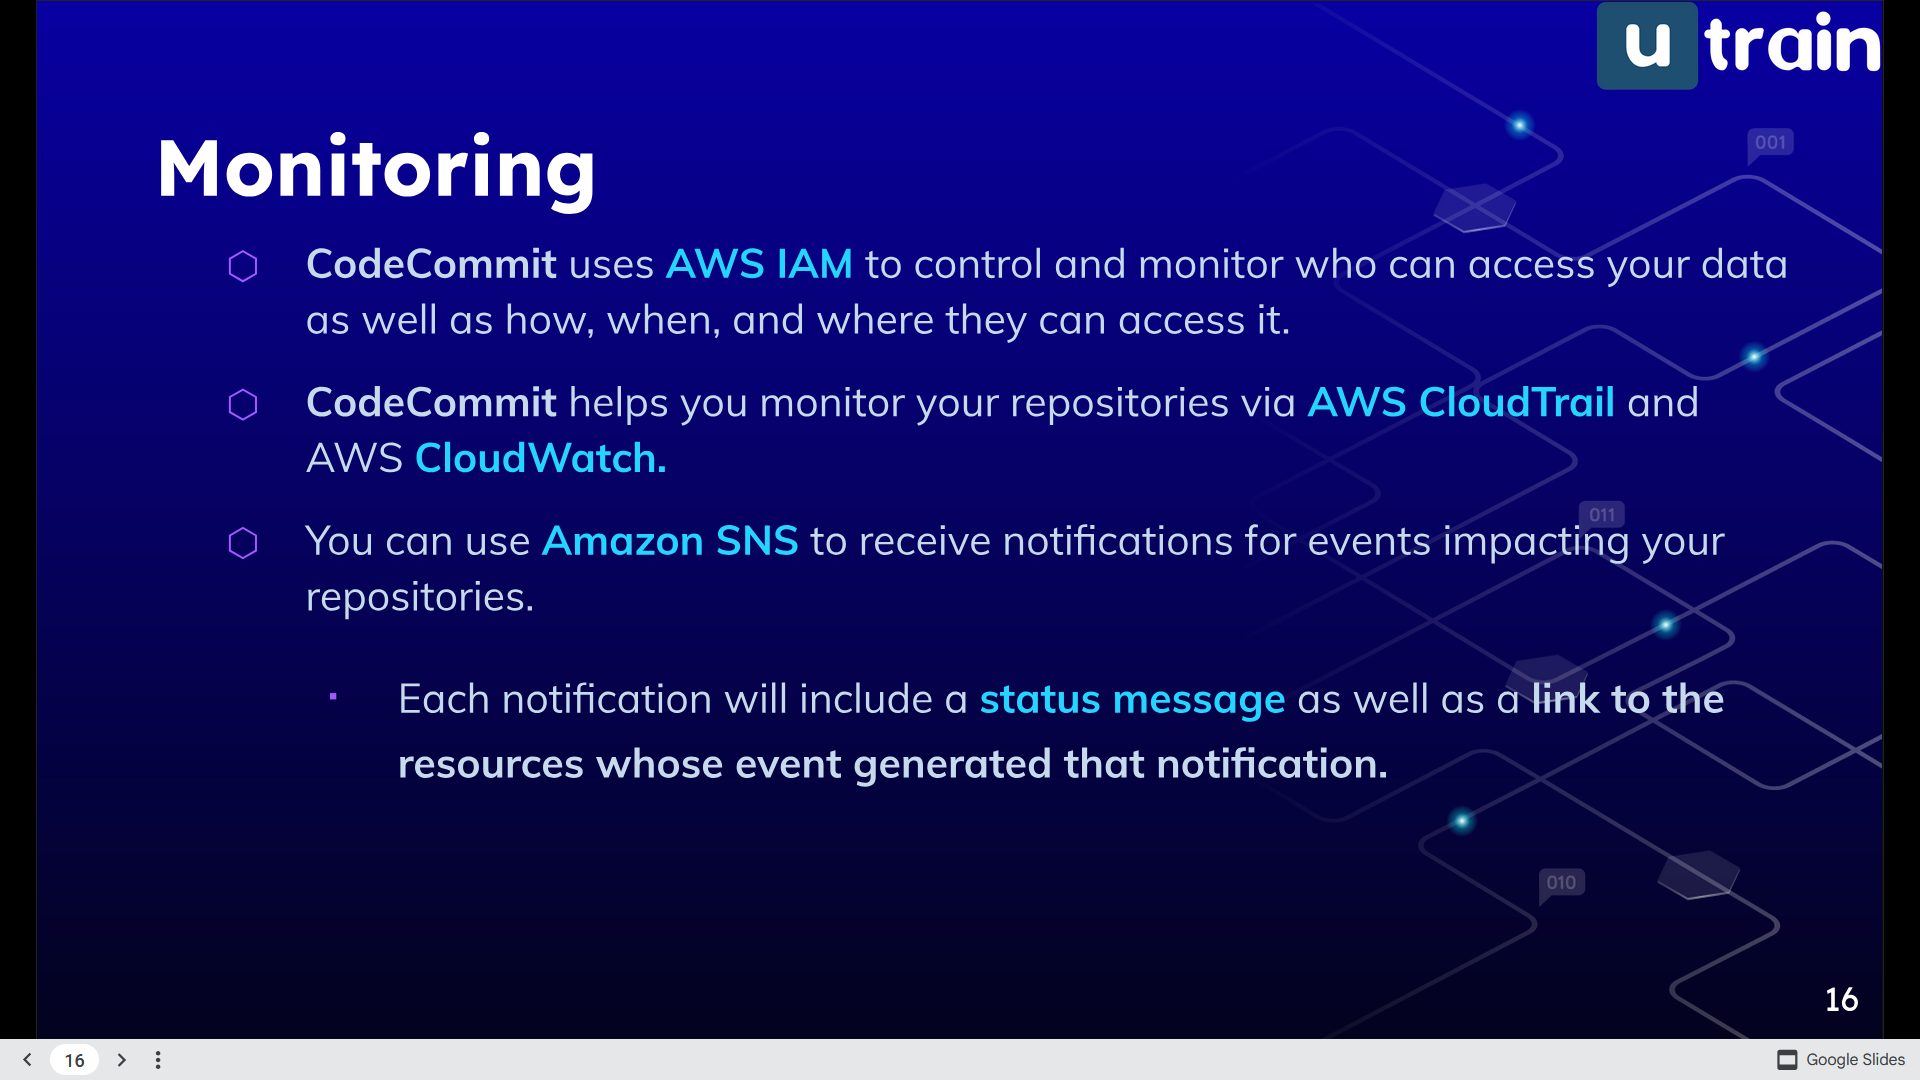 u train
001
Monitoring
CodeCommit uses AWS IAM to control and monitor who can access your data
as well as how, when, and where they can access it.
CodeCommit helps you monitor your repositories via AWS CloudTrail and
AWS CloudWatch.
011
You can use Amazon SNS to receive notifications for events impacting your
repositories.
Each notification will include a status message as well as a link to the
resources whose event generated that notification.
010
16
16
Google Slides